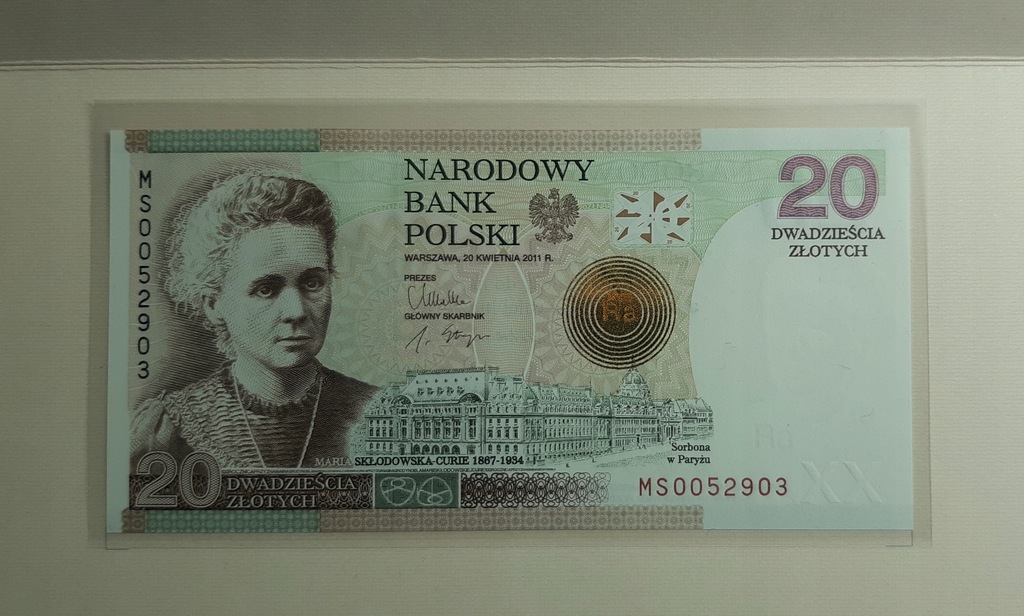 MS0052903
NARODOWY
BANK
POLSKI
WARSZAWA, 20 KWIETNIA 2011 R.
PREZES
GŁÓWNY SKARBNIK
Ra
20
DWADZIEŚCIA
ZŁOTYCH
Sorbona
w Paryżu
MARIA SKŁODOWSKA-CURIE 1867-1934
20 DWADZIEŚCIA
ZŁOTYCH
MS0052903
XX